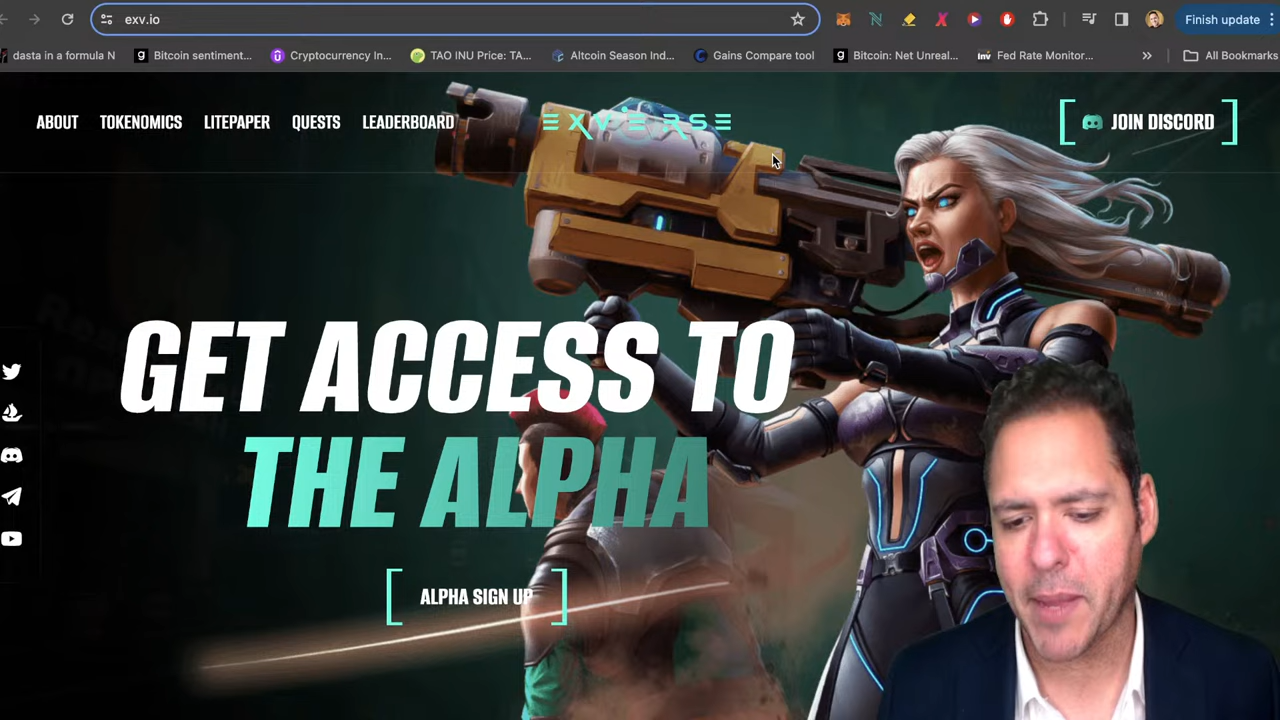 exv.io
Finish update
dasta in a formula N
Bitcoin sentiment...
Cryptocurrency In...
TAO INU Price: TA...
Altcoin Season Ind...
Gains Compare tool
Bitcoin: Net Unreal...
Inv
Fed Rate Monitor...
»
All Bookmarks
ABOUT
TOKENOMICS
LITEPAPER
QUESTS
LEADERBOARD
EXVERSE
JOIN DISCORD
GET ACCESS TO
THE ALPHA
ALPHA SIGN UP